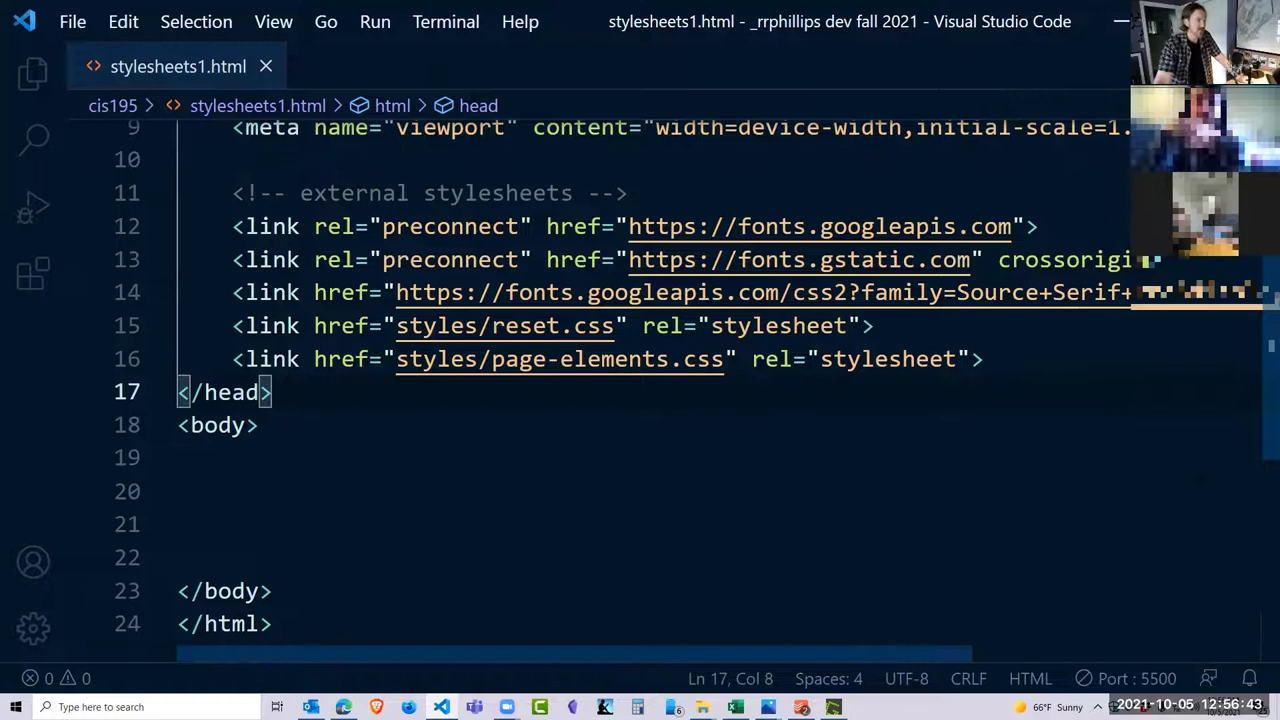 File Edit Selection View Go Run Terminal Help stylesheets1.html - _rrphillips dev fall 2021 - Visual Studio Code
stylesheets1.html
cis195 > stylesheets1.html > html > head
9 <meta name="viewport" content="width=device-width,initial-scale=1.
10
11 <!-- external stylesheets -->
12 <link rel="preconnect" href="https://fonts.googleapis.com">
13 <link rel="preconnect" href="https://fonts.gstatic.com" crossorigi
14 <link href="https://fonts.googleapis.com/css2?family=Source+Serif+
15 <link href="styles/reset.css" rel="stylesheet">
16 <link href="styles/page-elements.css" rel="stylesheet">
17 </head>
18 <body>
19
20
21
22
23 </body>
24 </html>
0 0 Ln 17, Col 8 Spaces: 4 UTF-8 CRLF HTML Port : 5500
Type here to search 66°F Sunny 2021-10-05 12:56:43